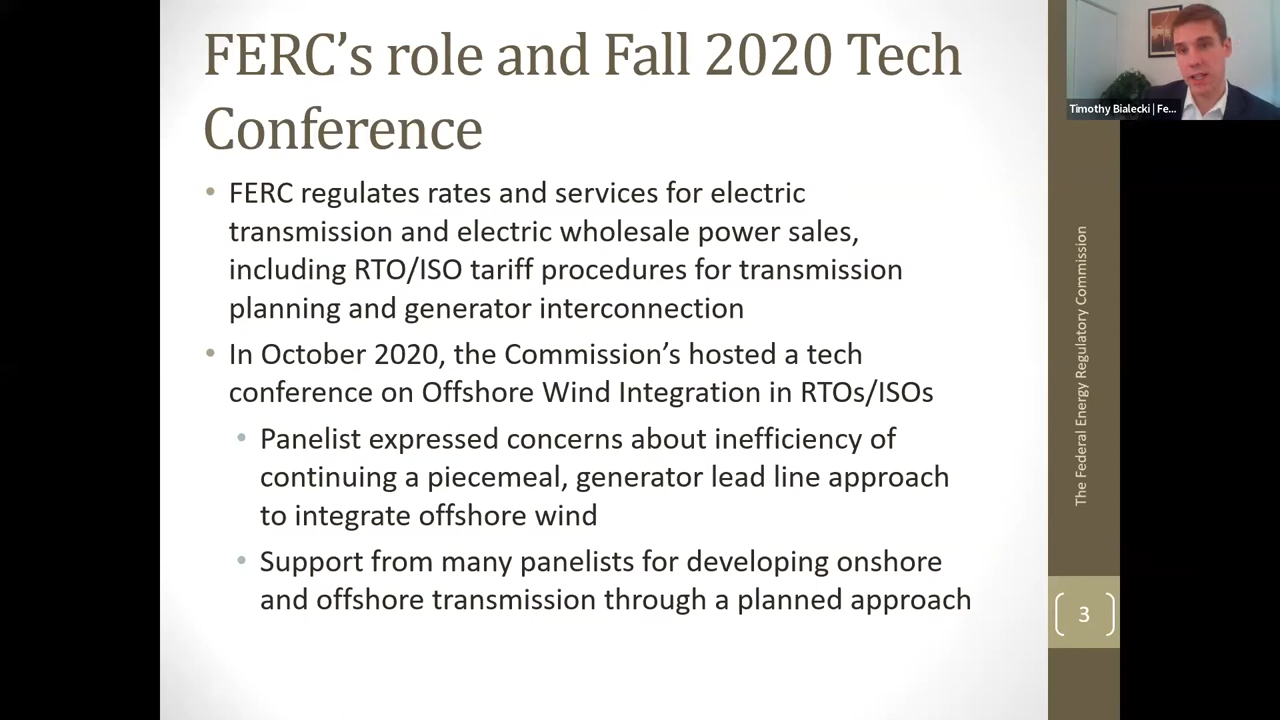 FERC’s role and Fall 2020 Tech
Conference
• FERC regulates rates and services for electric
transmission and electric wholesale power sales,
including RTO/ISO tariff procedures for transmission
planning and generator interconnection
• In October 2020, the Commission’s hosted a tech
conference on Offshore Wind Integration in RTOs/ISOs
• Panelist expressed concerns about inefficiency of
continuing a piecemeal, generator lead line approach
to integrate offshore wind
• Support from many panelists for developing onshore
and offshore transmission through a planned approach
Timothy Bialecki | Fe...
The Federal Energy Regulatory Commission
3